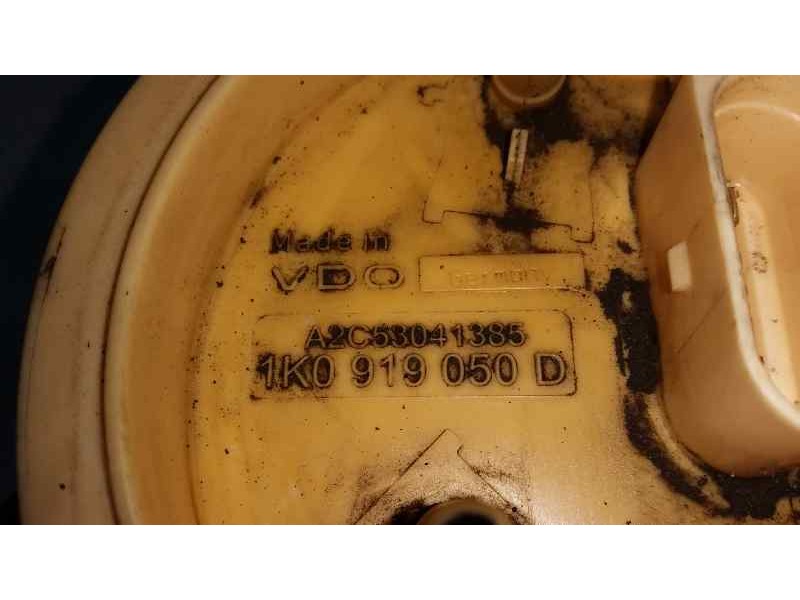 Made in
VDO Germany
A2C53041385
1K0 919 050 D